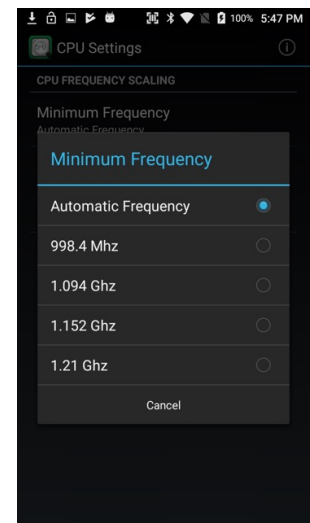 100% 5:47 PM
CPU Settings
CPU FREQUENCY SCALING
Minimum Frequency
Automatic Frequency
Minimum Frequency
Automatic Frequency
998.4 Mhz
1.094 Ghz
1.152 Ghz
1.21 Ghz
Cancel